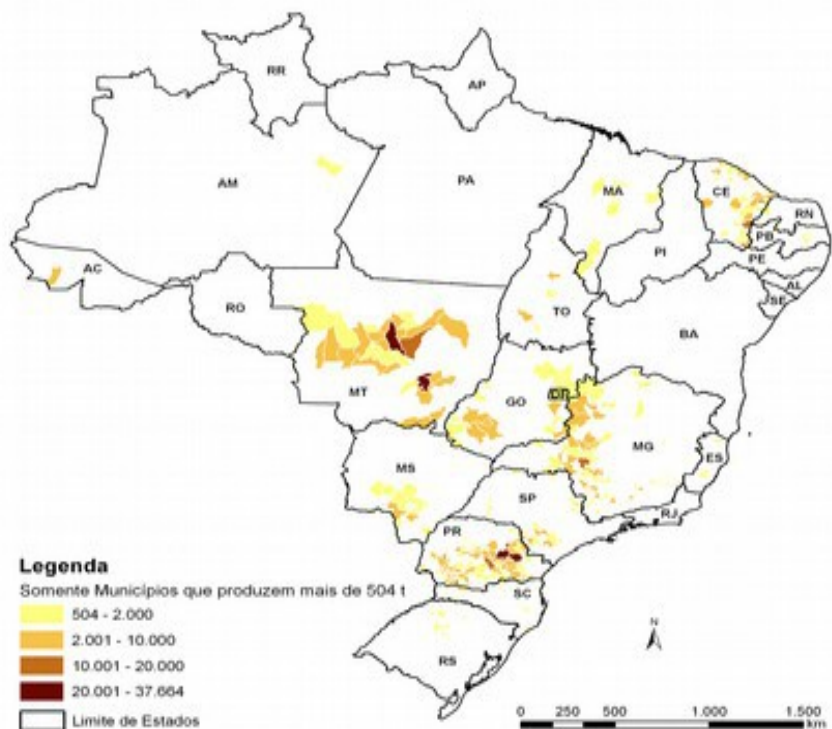 RR
AP
AM
PA
MA
CE
RN
PB
PE
AL
SE
PI
AC
RO
TO
BA
MT
GO
DF
MG
ES
MS
SP
RJ
PR
SC
RS
Legenda
Somente Municípios que produzem mais de 504 t
504 - 2.000
2.001 - 10.000
10.001 - 20.000
20.001 - 37.664
Limite de Estados
N
0 250 500 1.000 1.500
km